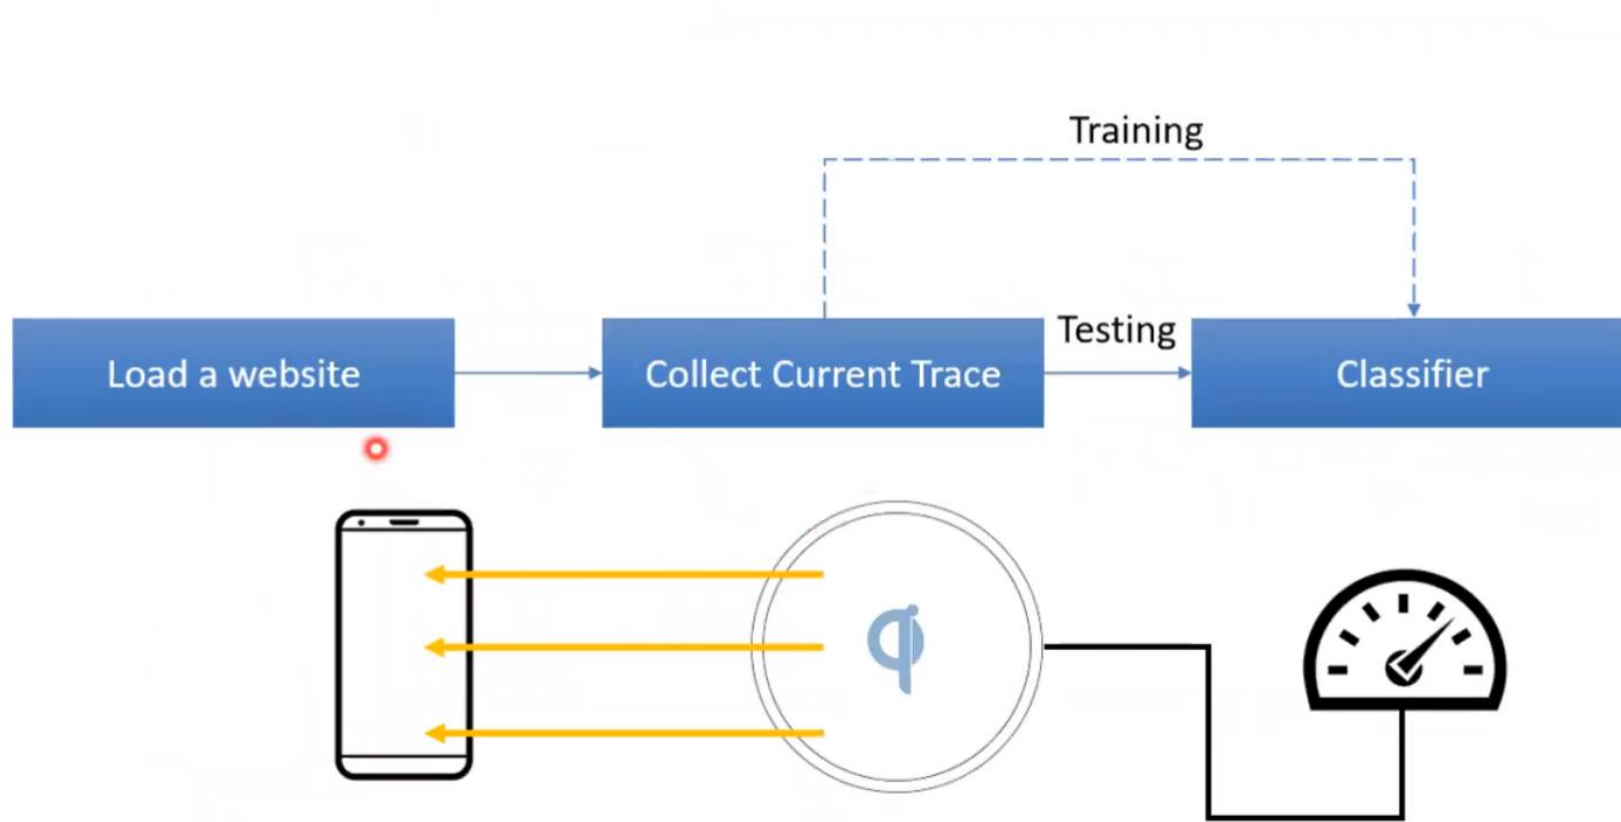 Training
Load a website
Collect Current Trace
Testing
Classifier